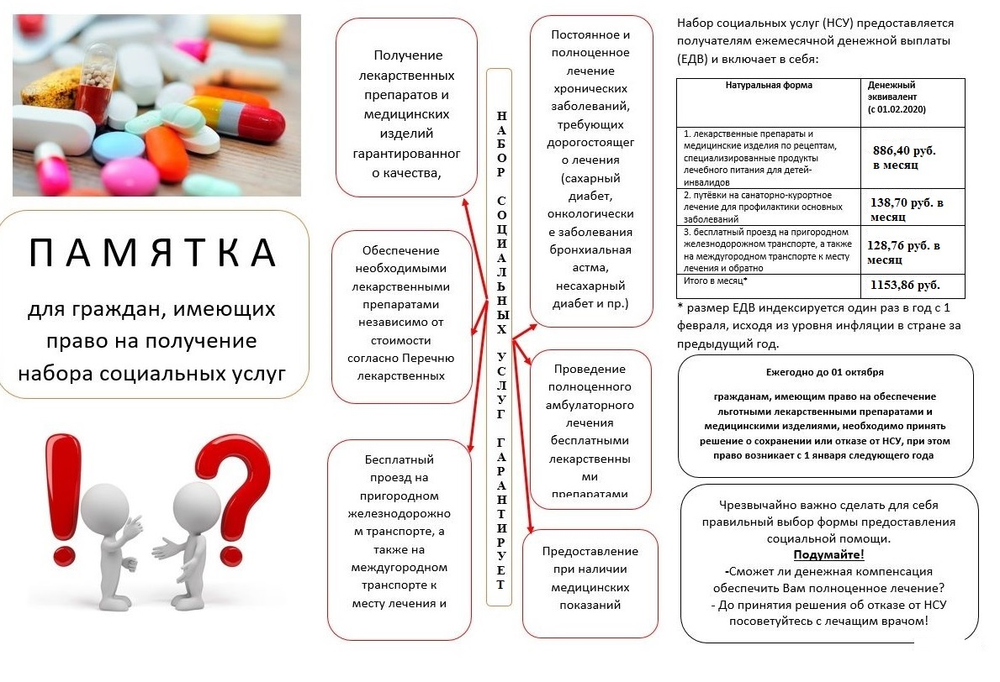 ПАМЯТКА
для граждан, имеющих
право на получение
набора социальных услуг
Получение
лекарственных
препаратов и
медицинских
изделий
гарантированног
о качества,
Обеспечение
необходимыми
лекарственными
препаратами
независимо от
стоимости
согласно Перечню
лекарственных
Бесплатный
проезд на
пригородном
железнодорожно
м транспорте, а
также на
междугородном
транспорте к
месту лечения и
НАБОР СОЦИАЛЬНЫХ УСЛУГ ГАРАНТИРУЕТ
Постоянное и
полноценное
лечение
хронических
заболеваний,
требующих
дорогостоящег
о лечения
(сахарный
диабет,
онкологически
е заболевания
бронхиальная
астма,
несахарный
диабет и пр.)
Проведение
полноценного
амбулаторного
лечения
бесплатными
лекарственны
ми
препаратами
Предоставление
при наличии
медицинских
показаний
Набор социальных услуг (НСУ) предоставляется
получателям ежемесячной денежной выплаты
(ЕДВ) и включает в себя:
Натуральная форма
Денежный
эквивалент
(с 01.02.2020)
1. лекарственные препараты и
медицинские изделия по рецептам,
специализированные продукты
лечебного питания для детей-
инвалидов
886,40 руб.
в месяц
2. путёвки на санаторно-курортное
лечение для профилактики основных
заболеваний
138,70 руб. в
месяц
3. бесплатный проезд на пригородном
железнодорожном транспорте, а также
на междугородном транспорте к месту
лечения и обратно
128,76 руб. в
месяц
Итого в месяц*
1153,86 руб.
* размер ЕДВ индексируется один раз в год с 1
февраля, исходя из уровня инфляции в стране за
предыдущий год.
Ежегодно до 01 октября
гражданам, имеющим право на обеспечение
льготными лекарственными препаратами и
медицинскими изделиями, необходимо принять
решение о сохранении или отказе от НСУ, при этом
право возникает с 1 января следующего года
Чрезвычайно важно сделать для себя
правильный выбор формы предоставления
социальной помощи.
Подумайте!
-Сможет ли денежная компенсация
обеспечить Вам полноценное лечение?
- До принятия решения об отказе от НСУ
посоветуйтесь с лечащим врачом!